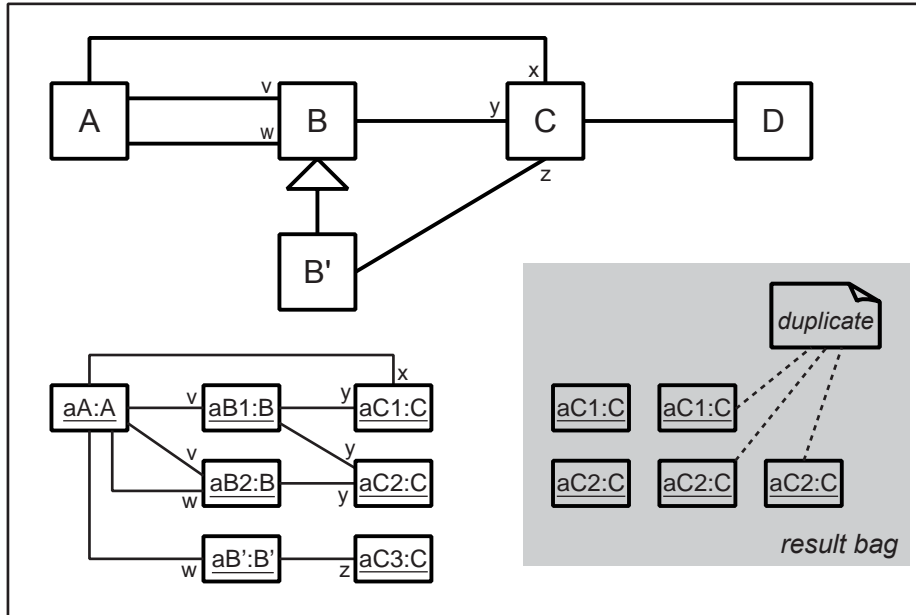 x
v
y
A B C D
w
z
B'
duplicate
x
aA:A v aB1:B y aC1:C
aC1:C aC1:C
v y
w aB2:B y aC2:C
aC2:C aC2:C aC2:C
w aB’:B’ z aC3:C
result bag